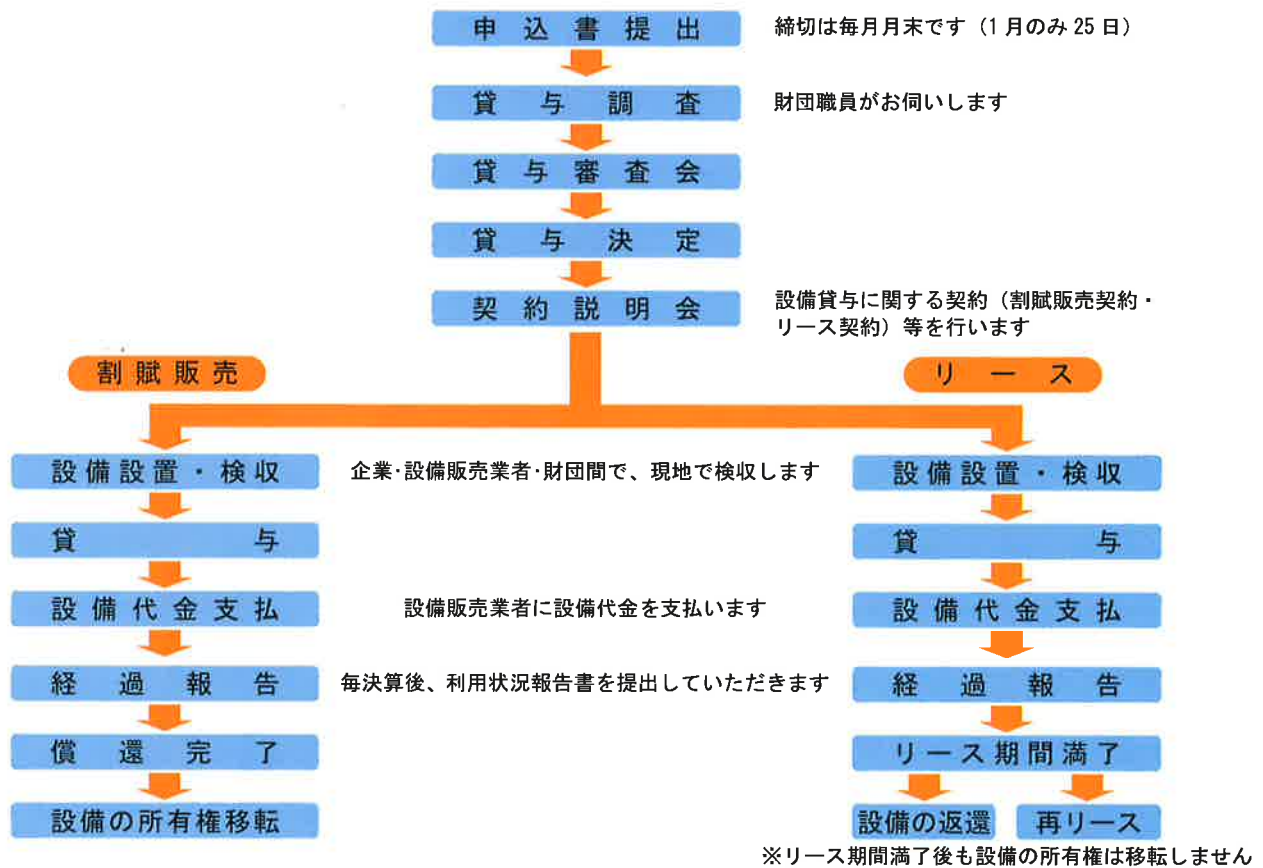 申込書提出
締切は毎月月末です（1月のみ25日）
貸与調査
財団職員がお伺いします
貸与審査会
貸与決定
契約説明会
設備貸与に関する契約（割賦販売契約・
リース契約）等を行います
割賦販売
リース
設備設置・検収
企業・設備販売業者・財団間で、現地で検収します
設備設置・検収
貸与
貸与
設備代金支払
設備販売業者に設備代金を支払います
設備代金支払
経過報告
毎決算後、利用状況報告書を提出していただきます
経過報告
償還完了
リース期間満了
設備の所有権移転
設備の返還
再リース
※リース期間満了後も設備の所有権は移転しません